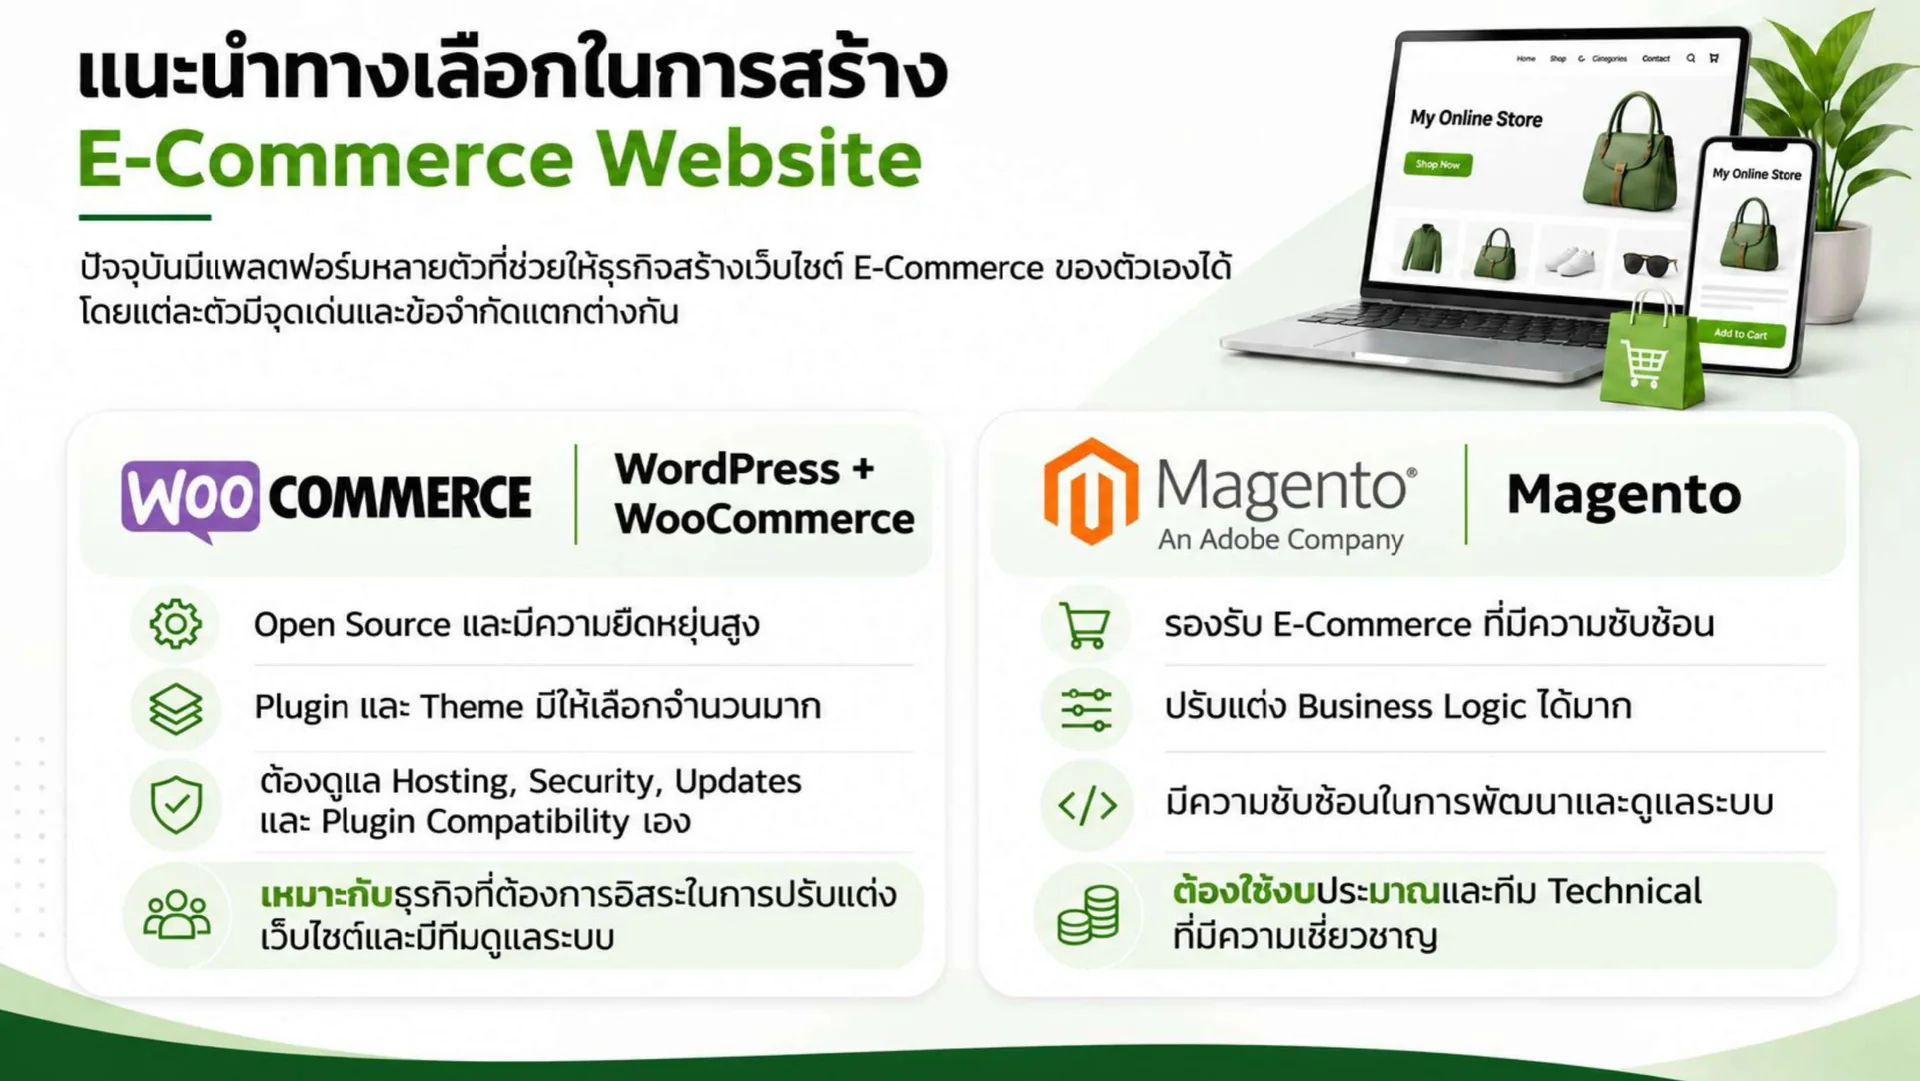 แนะนำทางเลือกในการสร้าง
E-Commerce Website
ปัจจุบันมีแพลตฟอร์มหลายตัวที่ช่วยให้ธุรกิจสร้างเว็บไซต์ E-Commerce ของตัวเองได้
โดยแต่ละตัวมีจุดเด่นและข้อจำกัดแตกต่างกัน
Home Shop Categories Contact
My Online Store
Shop Now
My Online Store
Add to Cart
WOO COMMERCE
WordPress +
WooCommerce
Open Source และมีความยืดหยุ่นสูง
Plugin และ Theme มีให้เลือกจำนวนมาก
ต้องดูแล Hosting, Security, Updates
และ Plugin Compatibility เอง
เหมาะกับธุรกิจที่ต้องการอิสระในการปรับแต่ง
เว็บไซต์และมีทีมดูแลระบบ
Magento®
An Adobe Company
Magento
รองรับ E-Commerce ที่มีความซับซ้อน
ปรับแต่ง Business Logic ได้มาก
</> มีความซับซ้อนในการพัฒนาและดูแลระบบ
ต้องใช้งบประมาณและทีม Technical
ที่มีความเชี่ยวชาญ